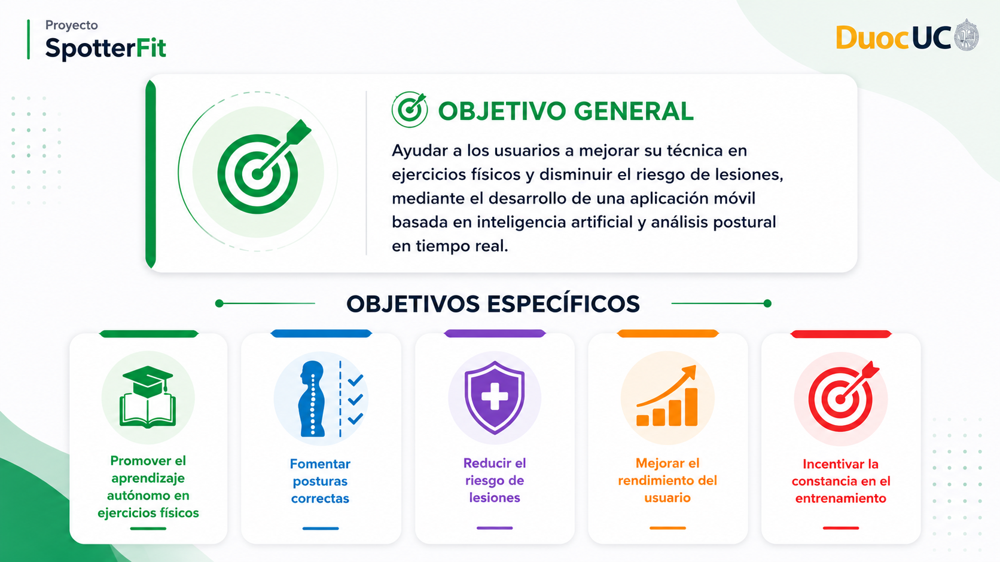 Proyecto
SpotterFit
DuocUC
OBJETIVO GENERAL
Ayudar a los usuarios a mejorar su técnica en
ejercicios físicos y disminuir el riesgo de lesiones,
mediante el desarrollo de una aplicación móvil
basada en inteligencia artificial y análisis postural
en tiempo real.
OBJETIVOS ESPECÍFICOS
Promover el
aprendizaje
autónomo en
ejercicios físicos
Fomentar
posturas
correctas
Reducir el
riesgo de
lesiones
Mejorar el
rendimiento del
usuario
Incentivar la
constancia en el
entrenamiento